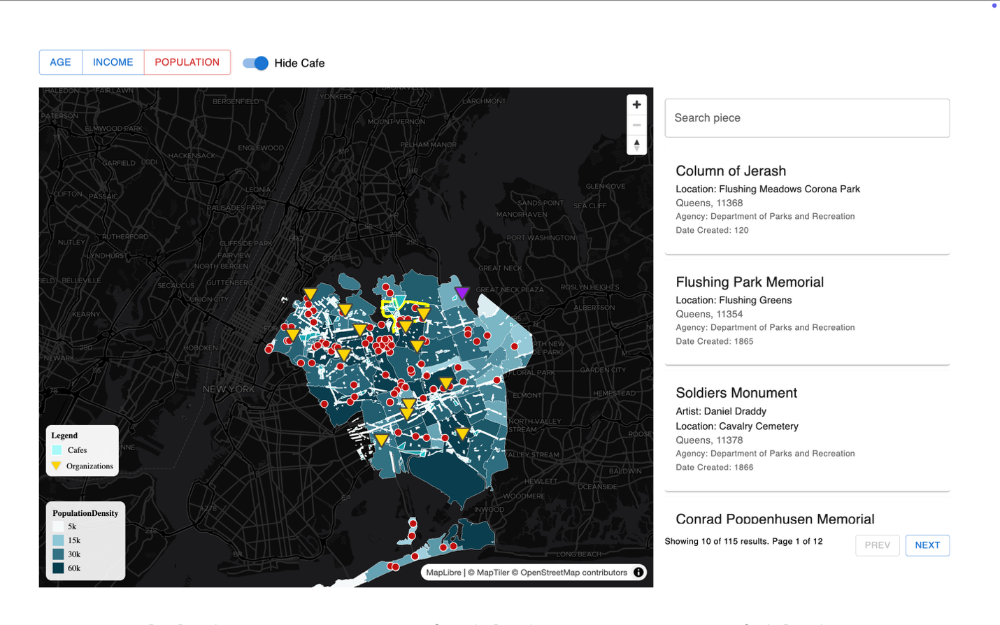 AGE
INCOME
POPULATION
Hide Cafe
HALEDON
FAIR LAWN
BRONXVILLE
YONKERS
LARCHMONT
BERGENFIELD
PATERSON
MOUNT VERNON
ELMWOOD PARK
PELHAM MANOR
ENGLEWOOD
HACKENSACK
GARFIELD
LODI
LEONIA
GLEN COVE
CLIFTON
PASSAIC
PALISADES PARK
SANDS POINT
SEA CLIFF
MANORHAVEN
RUTHERFORD
NUTLEY
CLIFFSIDE PARK
PORT WASHINGTON
LYNDHURST
FAIRVIEW
NORTH BERGEN
GREAT NECK
BELLEVILLE
SECAUCUS
GUTTENBERG
GREAT NECK PLAZA
ROSLYN HEIGHTS
KEARNY
UNION CITY
ALBERTSON
HOBOKEN
NEWARK
GARDEN CITY
FLORAL PARK
NEW YORK
ELMONT
HEMPSTEAD
NORTH VALLEY
STREAM
VALLEY STREAM
BALDWIN
HEWLETT
OCEANSIDE
WOODMERE
INWOOD
LONG BEACH
Legend
Cafes
Organizations
PopulationDensity
5k
15k
30k
60k
MapLibre | © MapTiler © OpenStreetMap contributors
Search piece
Column of Jerash
Location: Flushing Meadows Corona Park
Queens, 11368
Agency: Department of Parks and Recreation
Date Created: 120
Flushing Park Memorial
Location: Flushing Greens
Queens, 11354
Agency: Department of Parks and Recreation
Date Created: 1865
Soldiers Monument
Artist: Daniel Draddy
Location: Cavalry Cemetery
Queens, 11378
Agency: Department of Parks and Recreation
Date Created: 1866
Conrad Poppenhusen Memorial
Showing 10 of 115 results. Page 1 of 12
PREV
NEXT